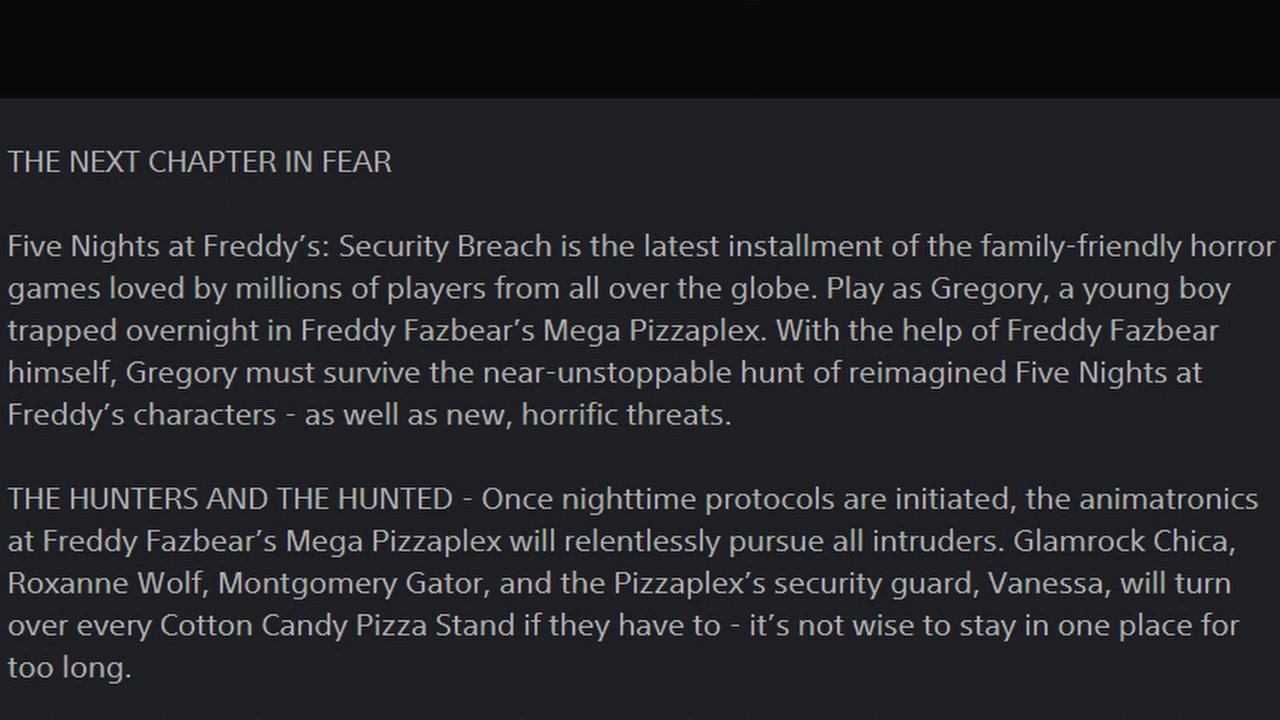 THE NEXT CHAPTER IN FEAR
Five Nights at Freddy’s: Security Breach is the latest installment of the family-friendly horror
games loved by millions of players from all over the globe. Play as Gregory, a young boy
trapped overnight in Freddy Fazbear’s Mega Pizzaplex. With the help of Freddy Fazbear
himself, Gregory must survive the near-unstoppable hunt of reimagined Five Nights at
Freddy’s characters - as well as new, horrific threats.
THE HUNTERS AND THE HUNTED - Once nighttime protocols are initiated, the animatronics
at Freddy Fazbear’s Mega Pizzaplex will relentlessly pursue all intruders. Glamrock Chica,
Roxanne Wolf, Montgomery Gator, and the Pizzaplex’s security guard, Vanessa, will turn
over every Cotton Candy Pizza Stand if they have to - it’s not wise to stay in one place for
too long.